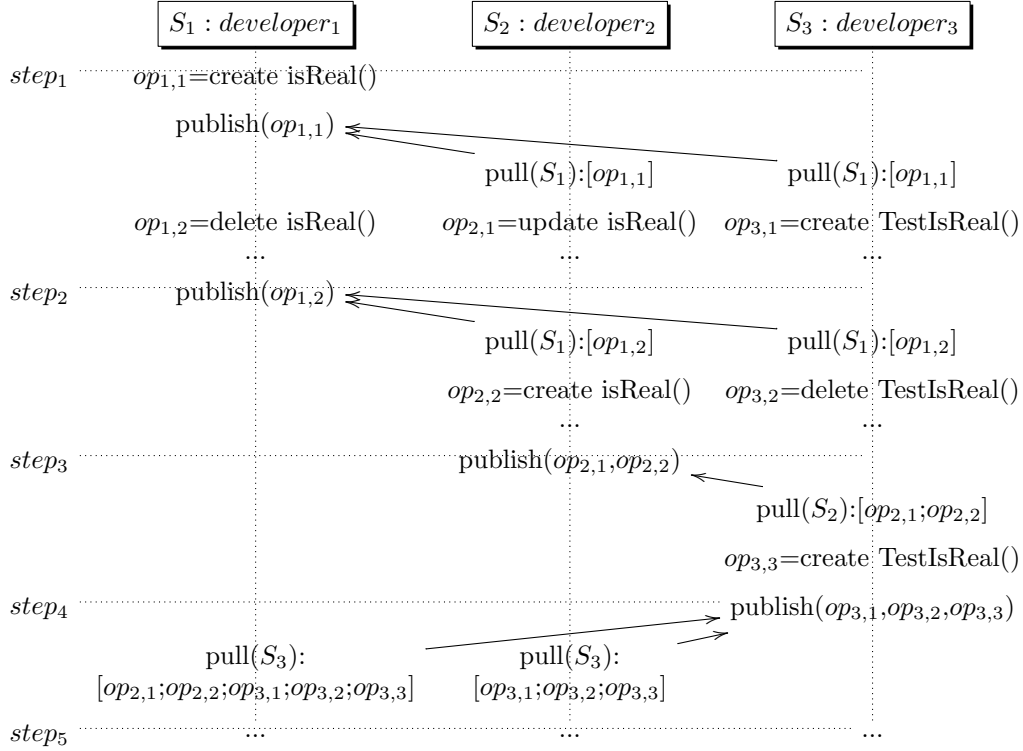 S₁ : developer₁ S₂ : developer₂ S₃ : developer₃
step₁ op₁,₁=create isReal()
publish(op₁,₁)
pull(S₁):[op₁,₁] pull(S₁):[op₁,₁]
op₁,₂=delete isReal() op₂,₁=update isReal() op₃,₁=create TestIsReal()
... ... ...
step₂ publish(op₁,₂)
pull(S₁):[op₁,₂] pull(S₁):[op₁,₂]
op₂,₂=create isReal() op₃,₂=delete TestIsReal()
... ...
step₃ publish(op₂,₁,op₂,₂)
pull(S₂):[op₂,₁;op₂,₂]
op₃,₃=create TestIsReal()
step₄ publish(op₃,₁,op₃,₂,op₃,₃)
pull(S₃): pull(S₃):
[op₂,₁;op₂,₂;op₃,₁;op₃,₂;op₃,₃] [op₃,₁;op₃,₂;op₃,₃]
step₅ ... ... ...